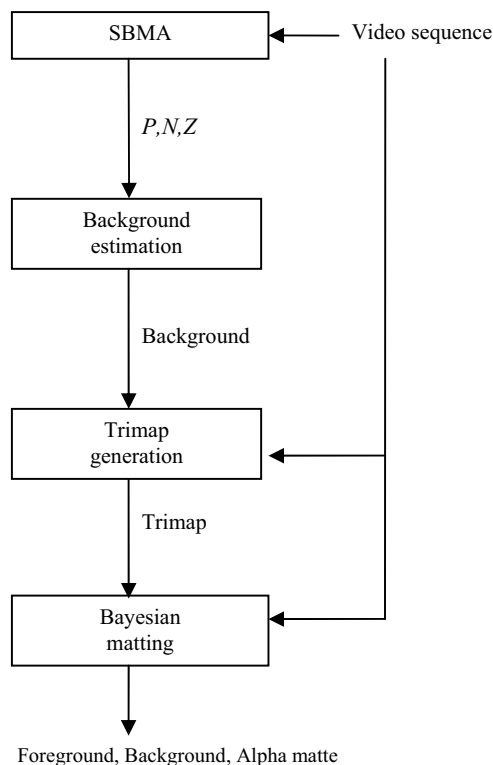 SBMA
Video sequence
P,N,Z
Background
estimation
Background
Trimap
generation
Trimap
Bayesian
matting
Foreground, Background, Alpha matte